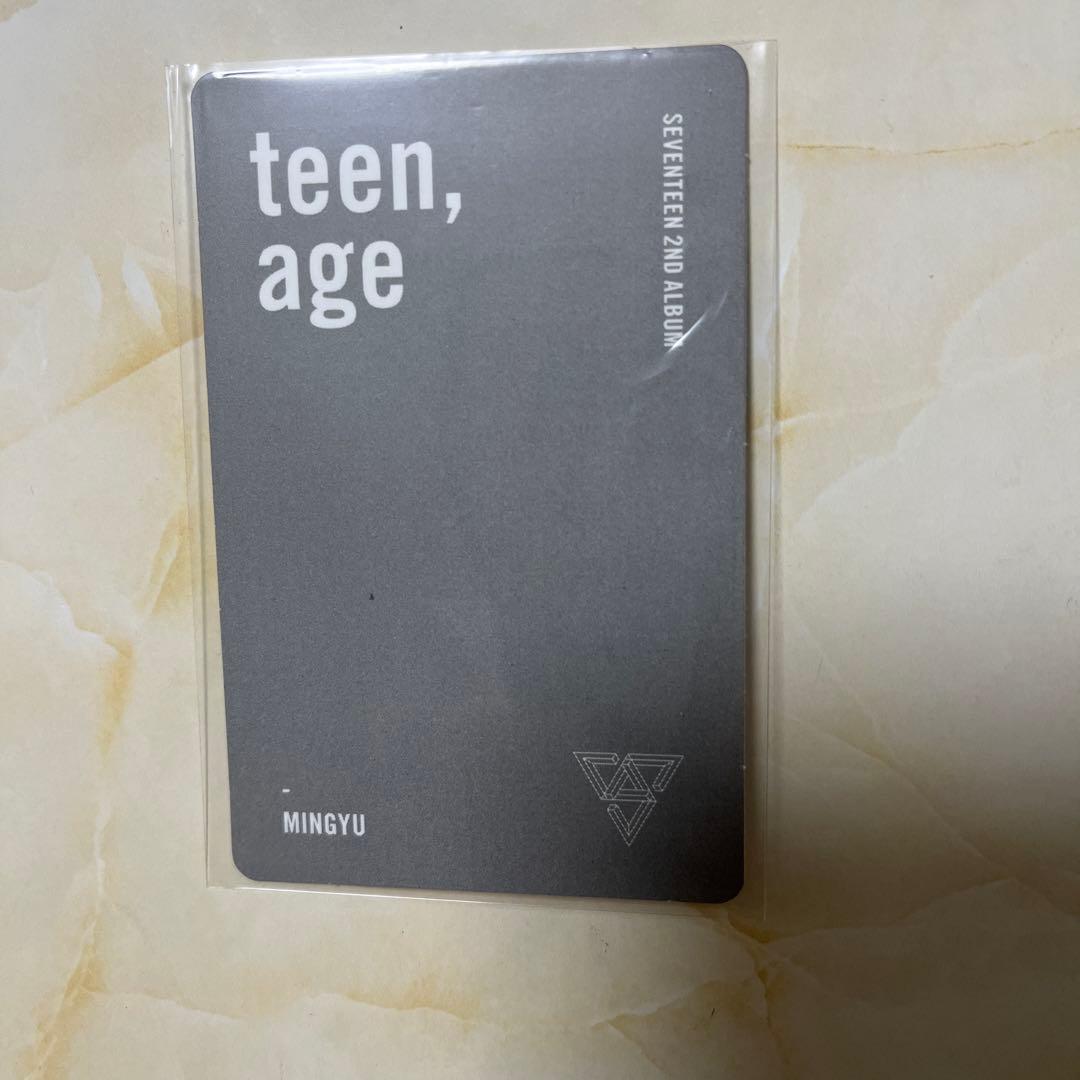 teen,
age
SEVENTEEN 2ND ALBUM
-
MINGYU